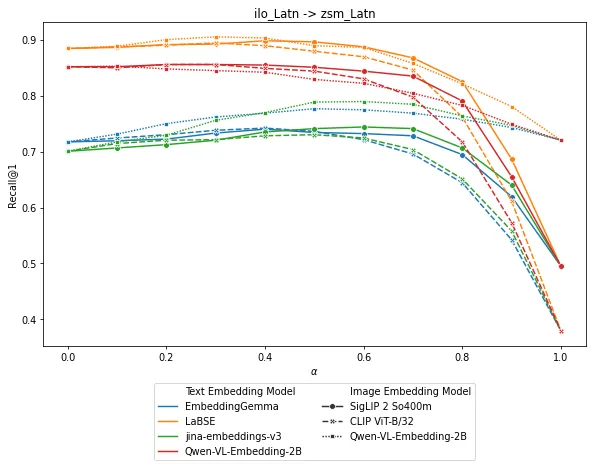 ilo_Latn -> zsm_Latn
Recall@1
0.9
0.8
0.7
0.6
0.5
0.4
0.0 0.2 0.4 0.6 0.8 1.0
α
Text Embedding Model Image Embedding Model
EmbeddingGemma SigLIP 2 So400m
LaBSE CLIP ViT-B/32
jina-embeddings-v3 Qwen-VL-Embedding-2B
Qwen-VL-Embedding-2B